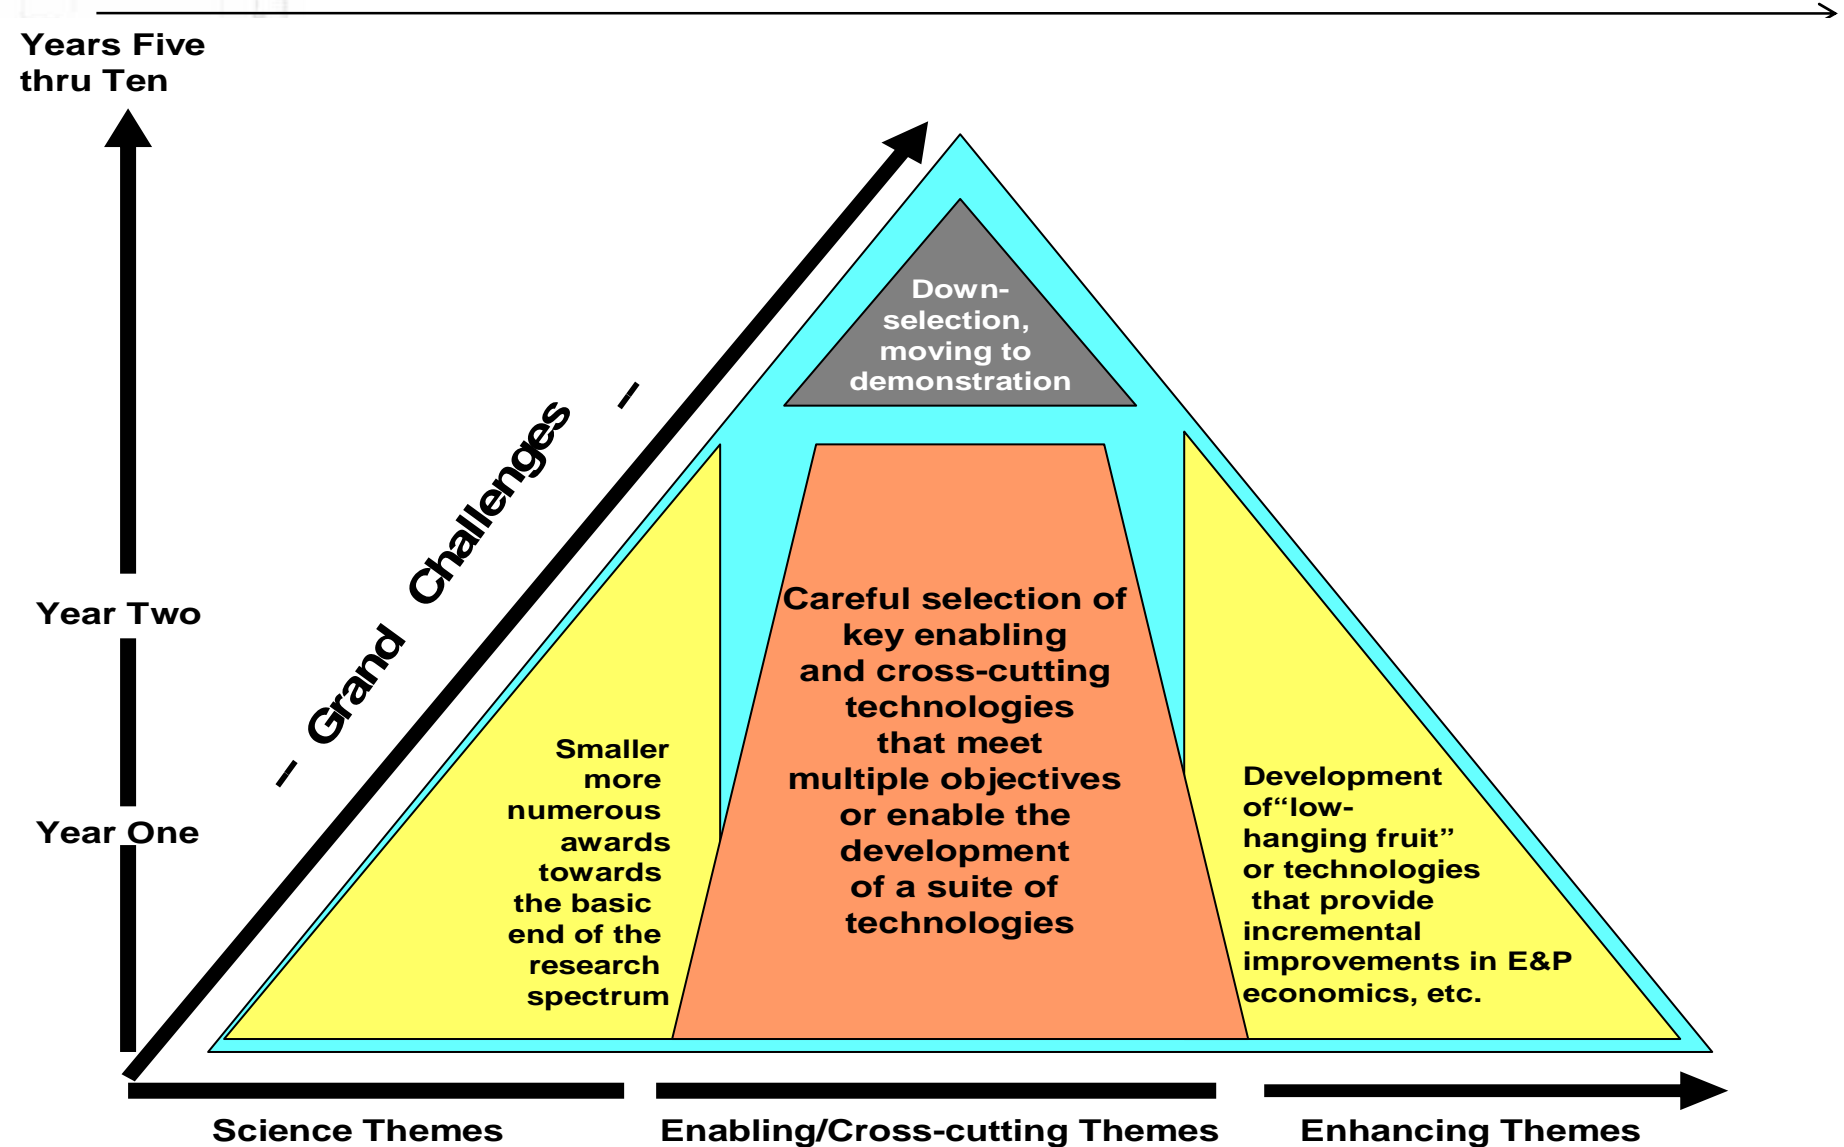 Years Five
thru Ten
Down-
selection,
moving to
demonstration
– Grand Challenges –
Year Two
Careful selection of
key enabling
and cross-cutting
technologies
that meet
multiple objectives
or enable the
development
of a suite of
technologies
Smaller
more
numerous
awards
towards
the basic
end of the
research
spectrum
Development
of“low-
hanging fruit”
or technologies
that provide
incremental
improvements in E&P
economics, etc.
Year One
Science Themes
Enabling/Cross-cutting Themes
Enhancing Themes